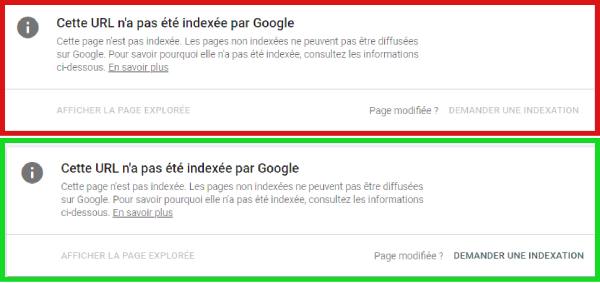 Cette URL n'a pas été indexée par Google
Cette page n'est pas indexée. Les pages non indexées ne peuvent pas être diffusées
sur Google. Pour savoir pourquoi elle n'a pas été indexée, consultez les informations
ci-dessous. En savoir plus
AFFICHER LA PAGE EXPLORÉE Page modifiée ? DEMANDER UNE INDEXATION
Cette URL n'a pas été indexée par Google
Cette page n'est pas indexée. Les pages non indexées ne peuvent pas être diffusées
sur Google. Pour savoir pourquoi elle n'a pas été indexée, consultez les informations
ci-dessous. En savoir plus
AFFICHER LA PAGE EXPLORÉE Page modifiée ? DEMANDER UNE INDEXATION